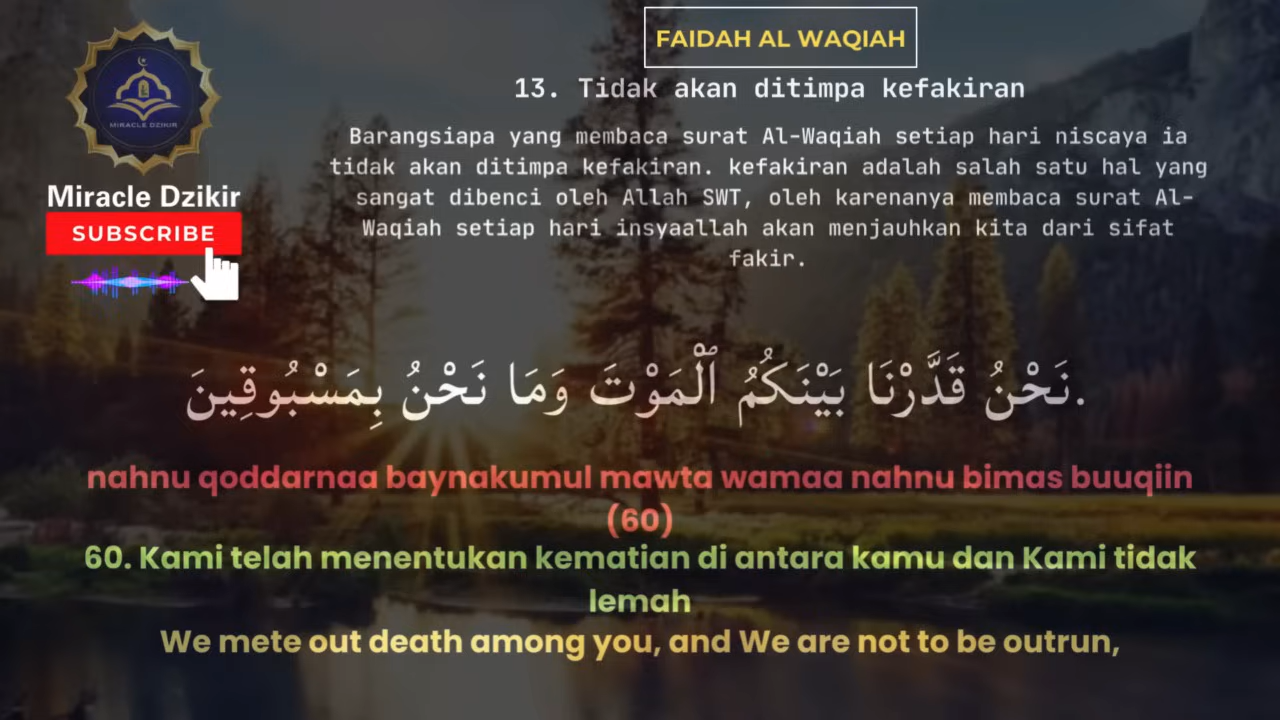 FAIDAH AL WAQIAH
13. Tidak akan ditimpa kefakiran
Barangsiapa yang membaca surat Al-Waqiah setiap hari niscaya ia
tidak akan ditimpa kefakiran. kefakiran adalah salah satu hal yang
sangat dibenci oleh Allah SWT, oleh karenanya membaca surat Al-
Waqiah setiap hari insyaallah akan menjauhkan kita dari sifat
fakir.
MIRACLE DZIKIR
Miracle Dzikir
SUBSCRIBE
نَحْنُ قَدَّرْنَا بَيْنَكُمُ ٱلْمَوْتَ وَمَا نَحْنُ بِمَسْبُوقِينَ.
nahnu qoddarnaa baynakumul mawta wamaa nahnu bimas buuqiin
(60)
60. Kami telah menentukan kematian di antara kamu dan Kami tidak
lemah
We mete out death among you, and We are not to be outrun,